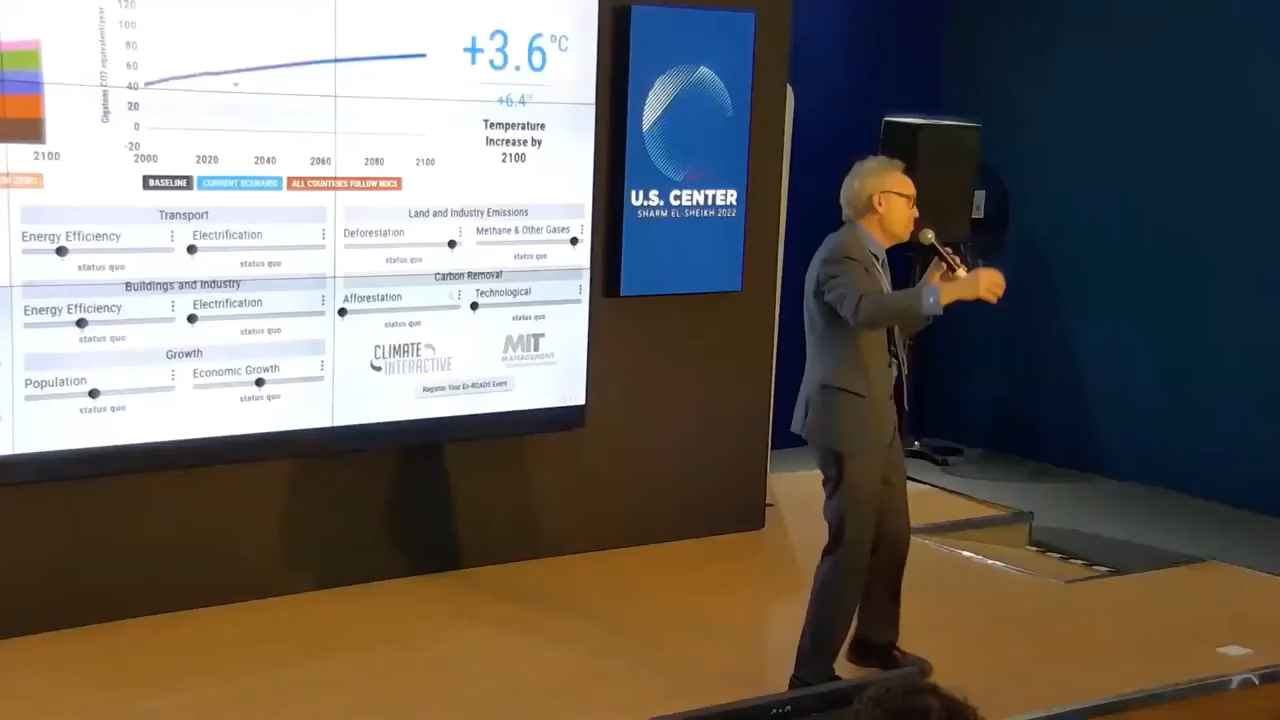 120
100
80
60
40
20
0
-20
Gigatons CO2 equivalent/year
2100
2000 2020 2040 2060 2080 2100
+3.6°C
+6.4°F
Temperature
Increase by
2100
BASELINE CURRENT SCENARIO ALL COUNTRIES FOLLOW NDCS
Transport
Energy Efficiency Electrification
status quo status quo
Buildings and Industry
Energy Efficiency Electrification
status quo status quo
Growth
Population Economic Growth
status quo status quo
Land and Industry Emissions
Deforestation Methane & Other Gases
status quo status quo
Carbon Removal
Afforestation Technological
status quo status quo
CLIMATE
INTERACTIVE
MIT
MANAGEMENT
Register Your En-ROADS Event
U.S. CENTER
SHARM EL-SHEIKH 2022